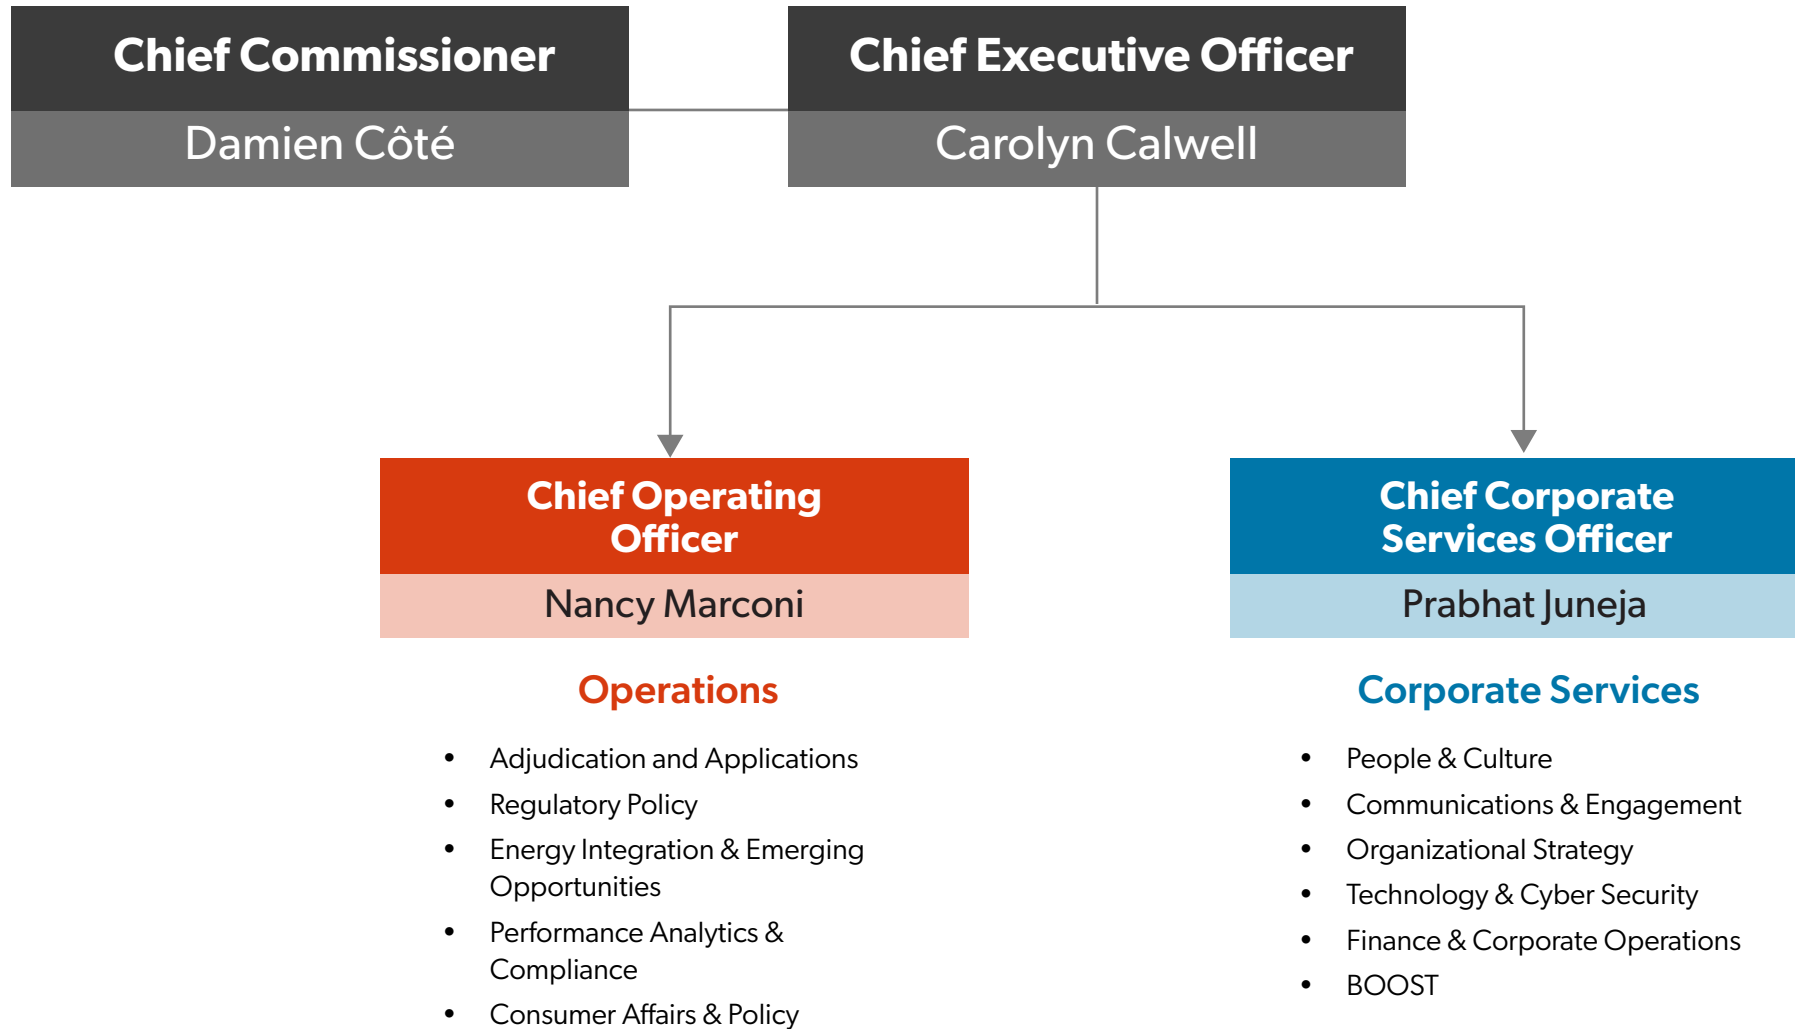 Chief Commissioner
Damien Côté
Chief Executive Officer
Carolyn Calwell
Chief Operating
Officer
Nancy Marconi
Operations
• Adjudication and Applications
• Regulatory Policy
• Energy Integration & Emerging
Opportunities
• Performance Analytics &
Compliance
• Consumer Affairs & Policy
Chief Corporate
Services Officer
Prabhat Juneja
Corporate Services
• People & Culture
• Communications & Engagement
• Organizational Strategy
• Technology & Cyber Security
• Finance & Corporate Operations
• BOOST